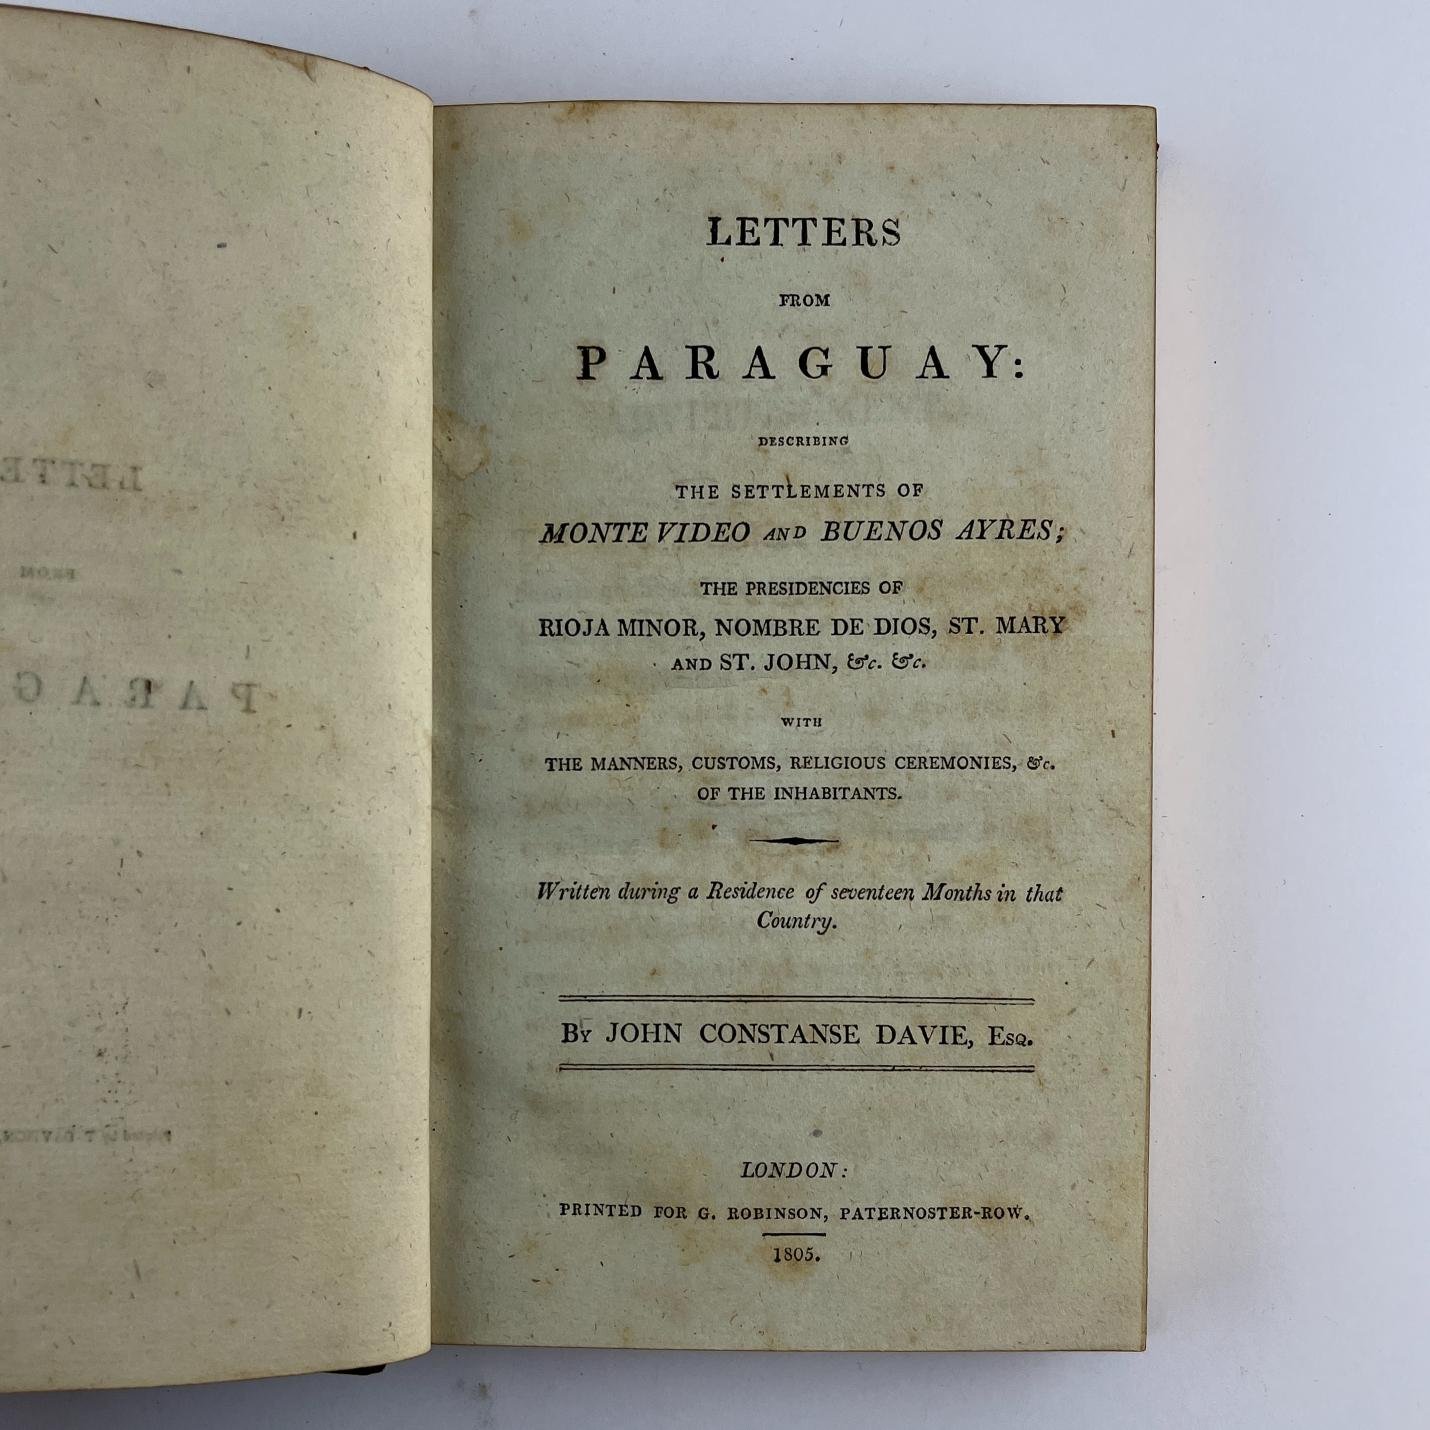 LETTERS
FROM
PARAGUAY:
DESCRIBING
THE SETTLEMENTS OF
MONTE VIDEO AND BUENOS AYRES;
THE PRESIDENCIES OF
RIOJA MINOR, NOMBRE DE DIOS, ST. MARY
AND ST. JOHN, &c. &c.
WITH
THE MANNERS, CUSTOMS, RELIGIOUS CEREMONIES, &c.
OF THE INHABITANTS.
Written during a Residence of seventeen Months in that
Country.
By JOHN CONSTANSE DAVIE, Esq.
LONDON:
PRINTED FOR G. ROBINSON, PATERNOSTER-ROW.
1805.